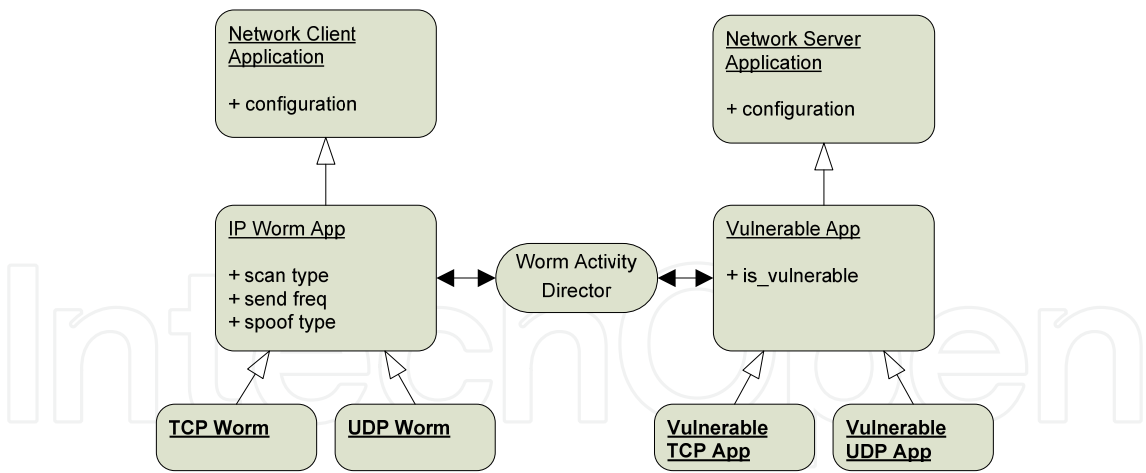 Network Client
Application
+ configuration
Network Server
Application
+ configuration
IP Worm App
+ scan type
+ send freq
+ spoof type
Worm Activity
Director
Vulnerable App
+ is_vulnerable
TCP Worm
UDP Worm
Vulnerable
TCP App
Vulnerable
UDP App
IntechOpen